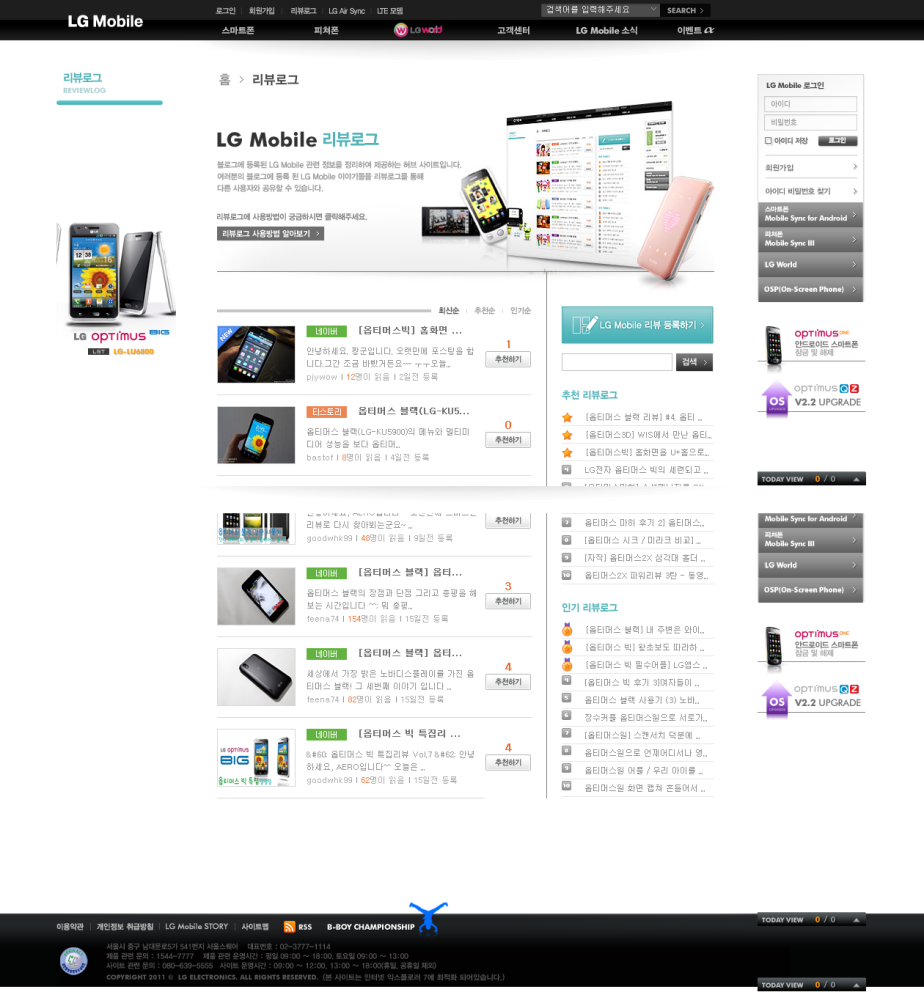 LG Mobile
로그인 | 회원가입 | 리뷰로그 | LG Air Sync | LTE 모뎀
검색어를 입력해주세요
SEARCH
스마트폰
피쳐폰
LG world
고객센터
LG Mobile 소식
이벤트 α
리뷰로그
REVIEWLOG
홈 > 리뷰로그
LG Mobile 리뷰로그
블로그에 등록된 LG Mobile 관련 정보를 정리하여 제공하는 허브 사이트입니다.
여러분의 블로그에 등록 된 LG Mobile 이야기들을 리뷰로그를 통해
다른 사용자와 공유할 수 있습니다.
리뷰로그에 사용방법이 궁금하시면 클릭해주세요.
리뷰로그 사용방법 알아보기
LG Mobile 로그인
아이디
비밀번호
아이디 저장
로그인
회원가입
아이디 비밀번호 찾기
스마트폰
Mobile Sync for Android
피쳐폰
Mobile Sync III
LG World
OSP(On-Screen Phone)
OPTIMUS ONE
안드로이드 스마트폰
잠금 및 해제
OPTIMUS Q Z
OS
V2.2 UPGRADE
TODAY VIEW 0 / 0
LG OPTIMUS BIG
LG-LU6800
최신순 | 추천순 | 인기순
NEW
네이버 [옵티머스빅] 홈화면 ...
안녕하세요. 짱군입니다. 오랫만에 포스팅을 합
니다.그간 조금 바빴거든요~~ ㅜㅜ오늘..
pjywow | 12명이 읽음 | 2일전 등록
1
추천하기
티스토리 옵티머스 블랙(LG-KU5...
옵티머스 블랙(LG-KU5900)의 메뉴와 멀티미
디어 성능을 보다 옵티머..
bastof | 8명이 읽음 | 4일전 등록
0
추천하기
LG Mobile 리뷰 등록하기
검색
추천 리뷰로그
[옵티머스 블랙 리뷰] #4. 옵티 ..
[옵티머스3D] WIS에서 만난 옵티..
[옵티머스빅] 홈화면을 U+홈으로..
4 LG전자 옵티머스 빅의 세련되고 ..
리뷰로 다시 찾아뵙는군요~ ..
goodwhk99 | 48명이 읽음 | 9일전 등록
추천하기
네이버 [옵티머스 블랙] 옵티...
옵티머스 블랙의 장점과 단점 그리고 총평을 해
보는 시간입니다 ^^; 뭐 총평..
feena74 | 154명이 읽음 | 15일전 등록
3
추천하기
네이버 [옵티머스 블랙] 옵티...
세상에서 가장 밝은 노바디스플레이를 가진 옵
티머스 블랙! 그 세번째 이야기 입니다 ..
feena74 | 82명이 읽음 | 15일전 등록
4
추천하기
LG OPTIMUS
BIG
네이버 [옵티머스 빅 특집리 ...
&#60; 옵티머스 빅 특집리뷰 Vol.7 &#62; 안녕
하세요, AERO입니다^^ 오늘은 ..
goodwhk99 | 62명이 읽음 | 15일전 등록
4
추천하기
7 옵티머스 마하 후기 2] 옵티머스..
8 [옵티머스 시크 / 미라크 비교] ..
9 [자작] 옵티머스2X 삼각대 홀더 ..
10 옵티머스2X 파워리뷰 3탄 - 동영..
인기 리뷰로그
[옵티머스 블랙] 내 주변은 와이..
[옵티머스 빅] 왕초보도 따라하 ..
[옵티머스 빅 필수어플] LG앱스 ..
4 [옵티머스 빅 후기 3]여자들이 ..
5 옵티머스 블랙 사용기 (3) 노바..
6 장수커플 옵티머스일으로 서로가..
7 [옵티머스일] 스캔서치 덕분에 ..
8 옵티머스일으로 언제어디서나 영..
9 옵티머스일 어플 / 우리 아이를 ..
10 옵티머스일 화면 캡쳐 흔들어서 ..
Mobile Sync for Android
피쳐폰
Mobile Sync III
LG World
OSP(On-Screen Phone)
OPTIMUS ONE
안드로이드 스마트폰
잠금 및 해제
OPTIMUS Q Z
OS
V2.2 UPGRADE
TODAY VIEW 0 / 0
이용약관 | 개인정보 취급방침 | LG Mobile STORY | 사이트맵
RSS
B-BOY CHAMPIONSHIP
서울시 중구 남대문로5가 541번지 서울스퀘어 대표번호 : 02-3777-1114
제품 관련 문의 : 1544-7777 제품 관련 운영시간 : 평일 09:00 ~ 18:00, 토요일 09:00 ~ 13:00
사이트 관련 문의 : 080-639-5555 사이트 운영시간 : 09:00 ~ 12:00, 13:00 ~ 18:00(휴일, 공휴일 제외)
COPYRIGHT 2011 © LG ELECTRONICS. ALL RIGHTS RESERVED. (본 사이트는 인터넷 익스플로러 7에 최적화 되어있습니다.)
TODAY VIEW 0 / 0